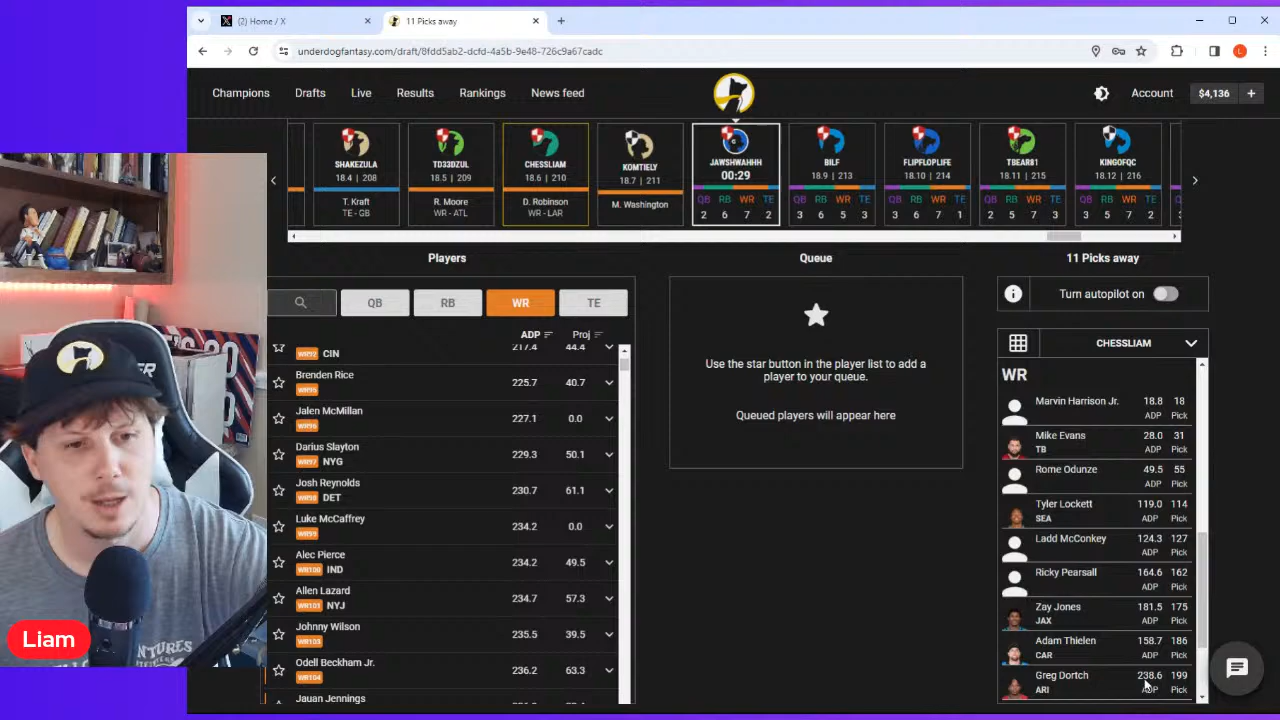 (2) Home / X
11 Picks away
underdogfantasy.com/draft/8fdd5ab2-dcfd-4a5b-9e48-726c9a67cadc
Champions Drafts Live Results Rankings News feed Account $4,136 +
SHAKEZULA TD33DZUL CHESSLIAM KOMTIELY JAWSHWAHHH BILF FLIPFLOPLIFE TBEAR81 KINGOFQC
18.4 | 208 18.5 | 209 18.6 | 210 18.7 | 211 00:29 18.9 | 213 18.10 | 214 18.11 | 215 18.12 | 216
T. Kraft R. Moore D. Robinson M. Washington QB RB WR TE QB RB WR TE QB RB WR TE QB RB WR TE QB RB WR TE
TE - GB WR - ATL WR - LAR 2 6 7 2 3 6 5 3 3 6 7 1 2 5 7 3 3 5 7 2
Players Queue 11 Picks away
QB RB WR TE
Turn autopilot on
ADP Proj
CHESSLIAM
WR92 CIN 217.4 44.4
Brenden Rice 225.7 40.7
WR95
Jalen McMillan 227.1 0.0
WR96
Darius Slayton 229.3 50.1
WR97 NYG
Josh Reynolds 230.7 61.1
WR98 DET
Luke McCaffrey 234.2 0.0
WR99
Alec Pierce 234.2 49.5
WR100 IND
Allen Lazard 234.7 57.3
WR101 NYJ
Johnny Wilson 235.5 39.5
WR103
Odell Beckham Jr. 236.2 63.3
WR104
Jauan Jennings
Use the star button in the player list to add a
player to your queue.
Queued players will appear here
WR
Marvin Harrison Jr. 18.8 18
ADP Pick
Mike Evans 28.0 31
TB ADP Pick
Rome Odunze 49.5 55
ADP Pick
Tyler Lockett 119.0 114
SEA ADP Pick
Ladd McConkey 124.3 127
ADP Pick
Ricky Pearsall 164.6 162
ADP Pick
Zay Jones 181.5 175
JAX ADP Pick
Adam Thielen 158.7 186
CAR ADP Pick
Greg Dortch 238.6 199
ARI ADP Pick
Liam